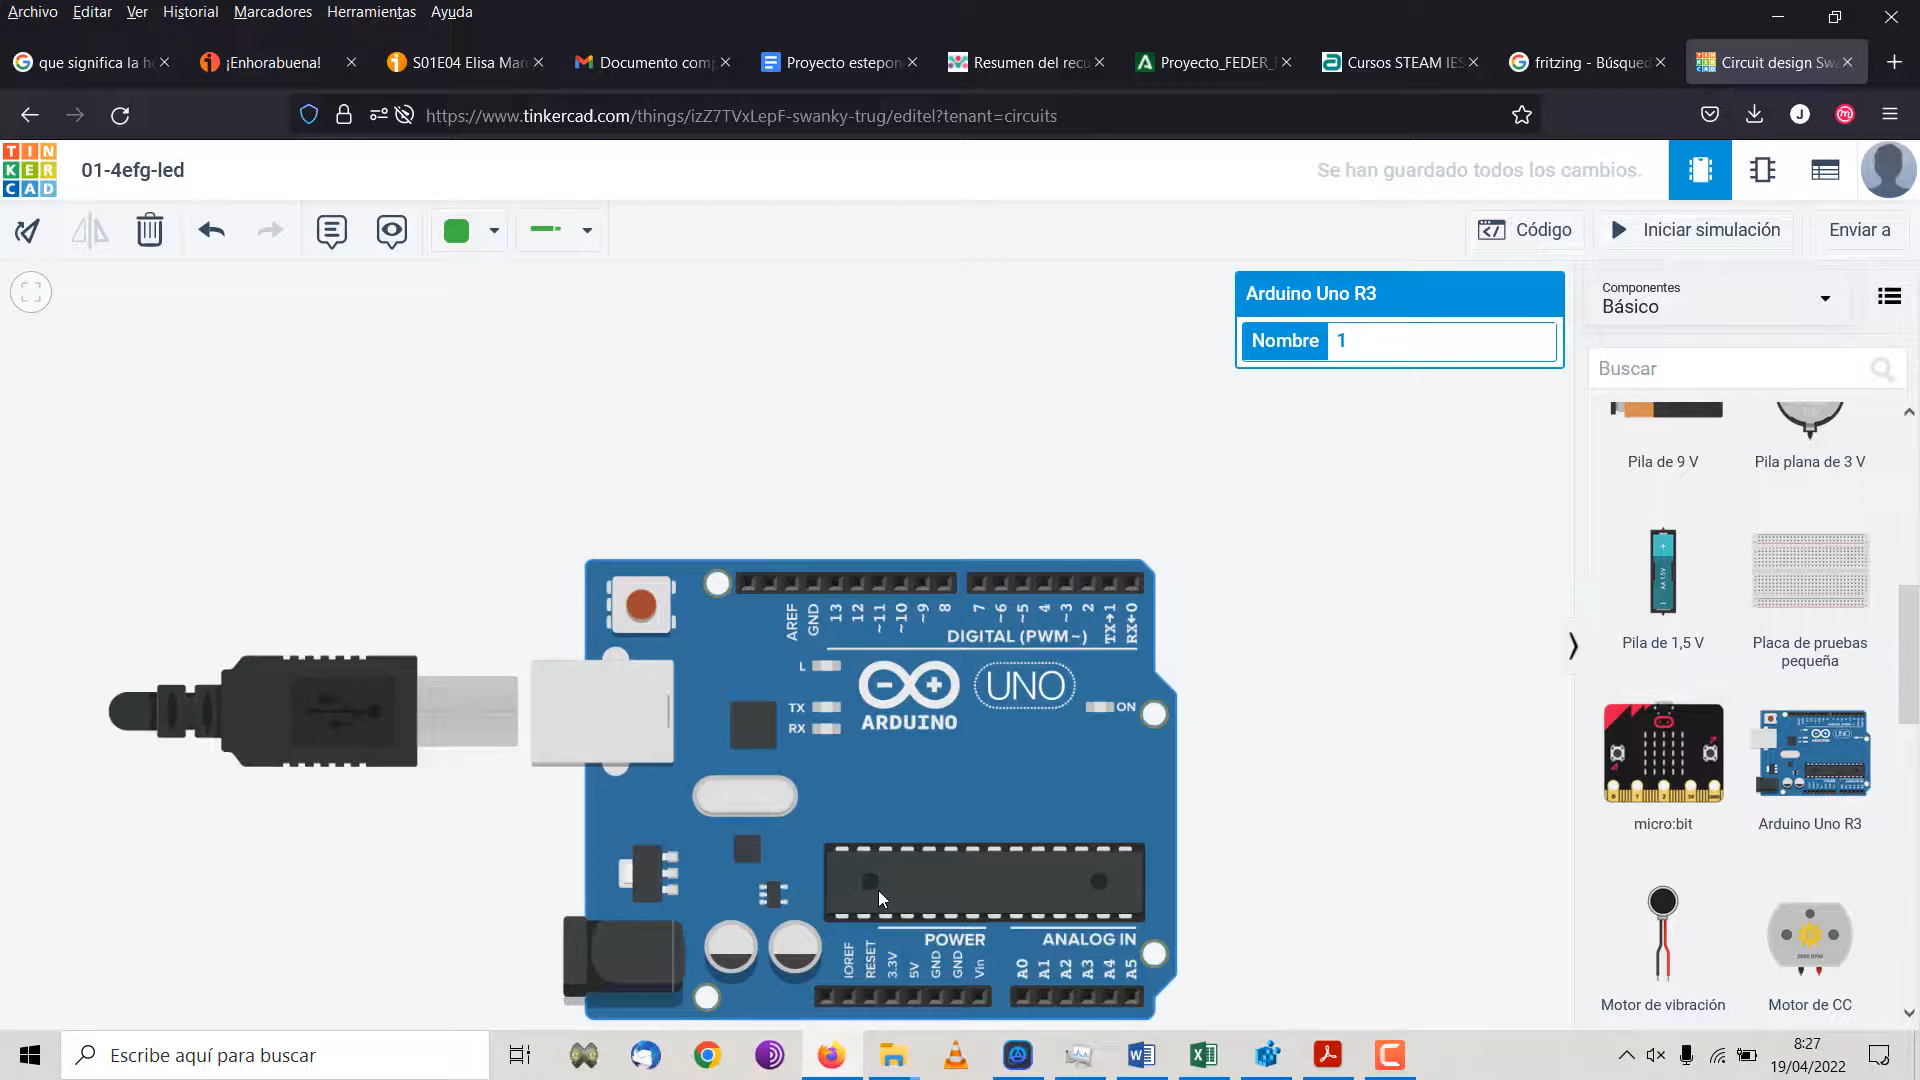 Archivo Editar Ver Historial Marcadores Herramientas Ayuda
que significa la h
¡Enhorabuena!
S01E04 Elisa Mar
Documento com
Proyecto estepon
Resumen del recu
Proyecto_FEDER_
Cursos STEAM IES
fritzing - Búsqued
Circuit design Swa
https://www.tinkercad.com/things/izZ7TVxLepF-swanky-trug/editel?tenant=circuits
TIN
KER
CAD
01-4efg-led
Se han guardado todos los cambios.
Código
Iniciar simulación
Enviar a
Arduino Uno R3
Nombre 1
Componentes
Básico
Buscar
Pila de 9 V
Pila plana de 3 V
AA 1.5V
Pila de 1,5 V
Placa de pruebas
pequeña
micro:bit
Arduino Uno R3
2000 RPM
Motor de vibración
Motor de CC
AREF
GND
13
12
~11
~10
~9
8
7
~6
~5
4
~3
2
TX→1
RX←0
DIGITAL (PWM~)
L
TX
RX
ARDUINO
UNO
ON
POWER
ANALOG IN
IOREF
RESET
3.3V
5V
GND
GND
Vin
A0
A1
A2
A3
A4
A5
Escribe aquí para buscar
8:27
19/04/2022